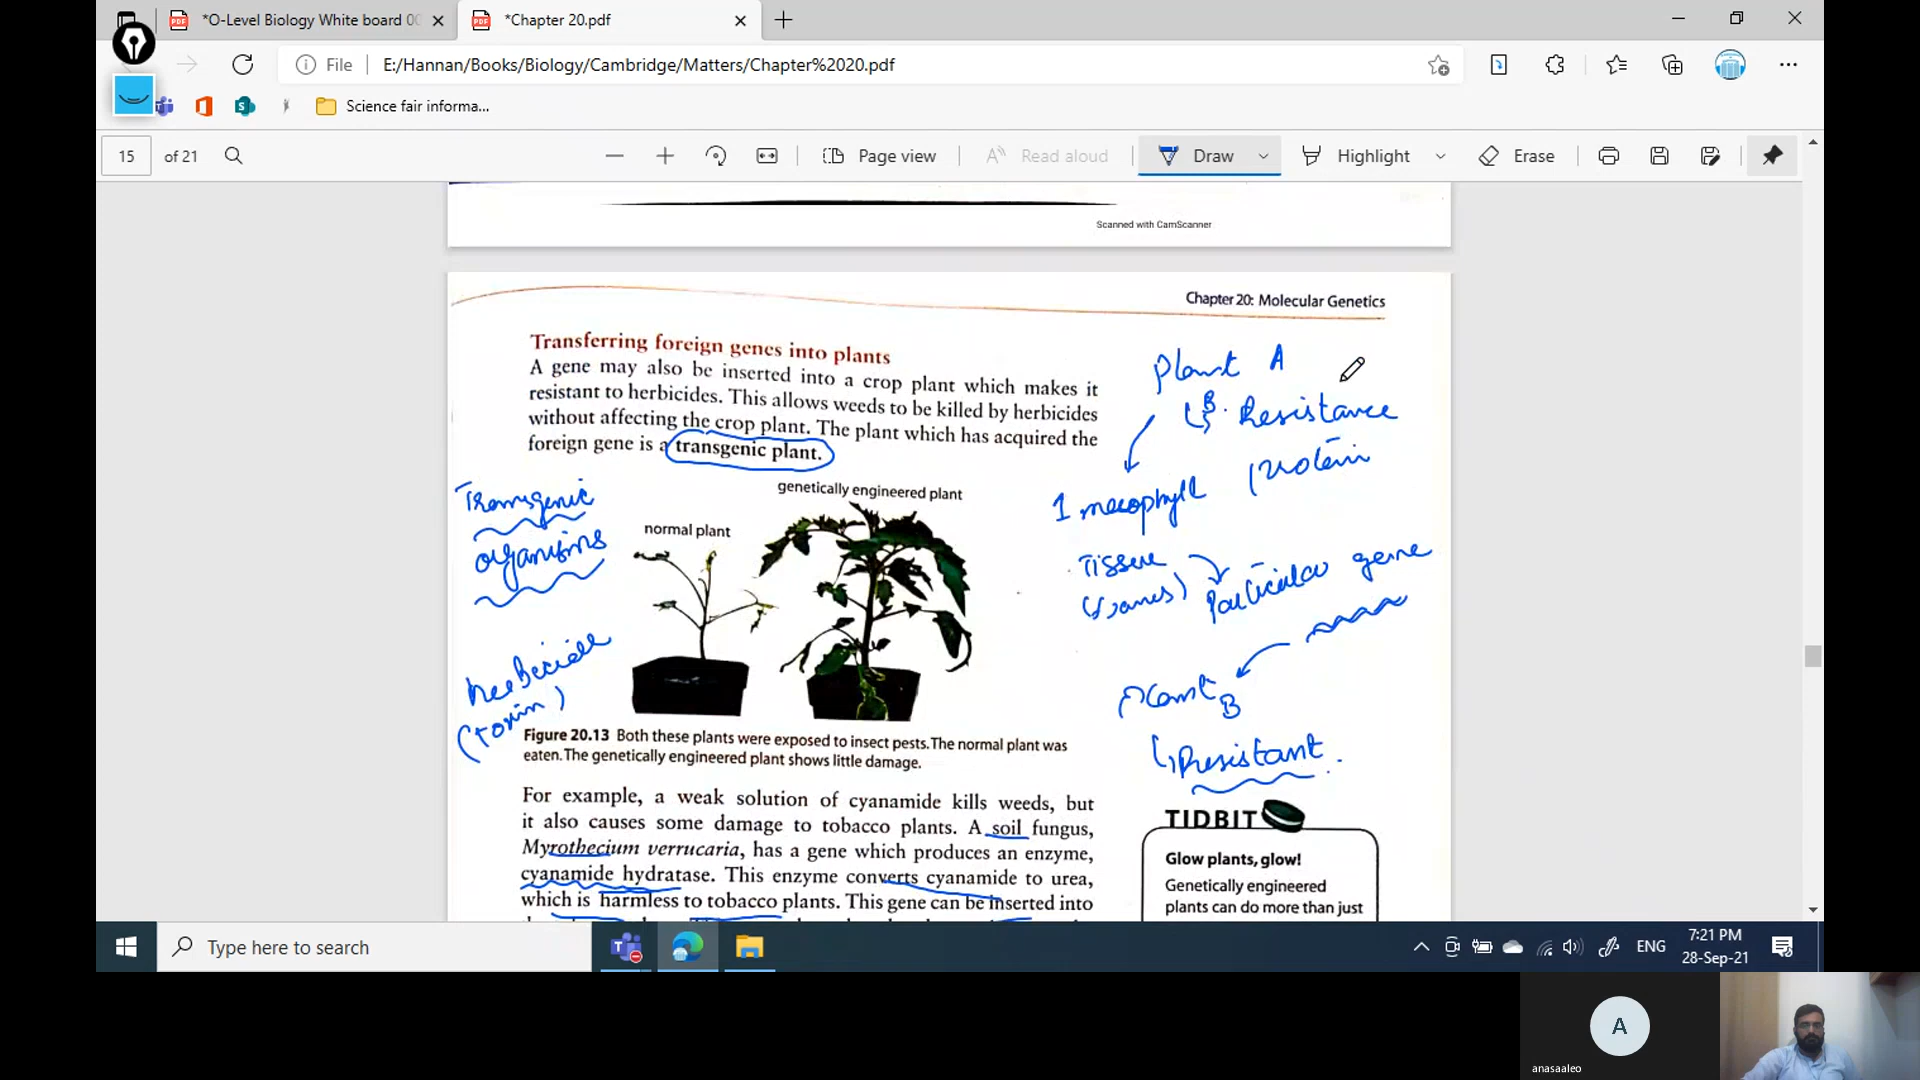 *O-Level Biology White board 00
*Chapter 20.pdf
File
E:/Hannan/Books/Biology/Cambridge/Matters/Chapter%2020.pdf
Science fair informa...
15 of 21
Page view
Read aloud
Draw
Highlight
Erase
Scanned with CamScanner
Chapter 20: Molecular Genetics
Transferring foreign genes into plants
A gene may also be inserted into a crop plant which makes it
resistant to herbicides. This allows weeds to be killed by herbicides
without affecting the crop plant. The plant which has acquired the
foreign gene is a transgenic plant.
Plant A
Resistance
Protein
1 mesophyll
Tissue
particular gene
Plant B
Resistant
Transgenic
organisms
Herbicide
(toxin)
genetically engineered plant
normal plant
Figure 20.13 Both these plants were exposed to insect pests. The normal plant was
eaten. The genetically engineered plant shows little damage.
For example, a weak solution of cyanamide kills weeds, but
it also causes some damage to tobacco plants. A soil fungus,
Myrothecium verrucaria, has a gene which produces an enzyme,
cyanamide hydratase. This enzyme converts cyanamide to urea,
which is harmless to tobacco plants. This gene can be inserted into
TIDBIT
Glow plants, glow!
Genetically engineered
plants can do more than just
Type here to search
ENG
7:21 PM
28-Sep-21
A
anasaaleo